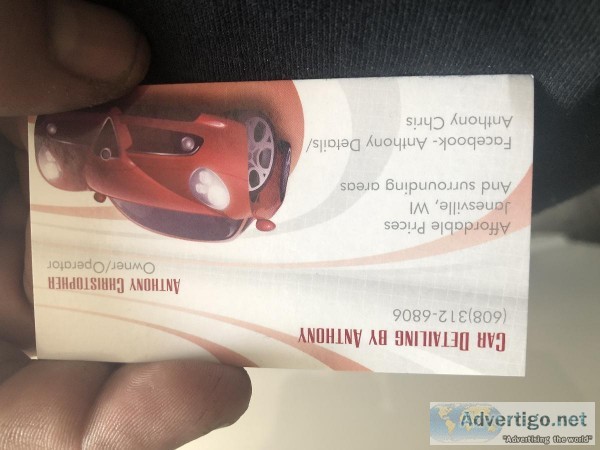 CAR DETAILING BY ANTHONY
(608)312-6806
ANTHONY CHRISTOPHER
Owner/Operator
Affordable Prices
Janesville, WI
And surrounding areas
Facebook- Anthony Details/
Anthony Chris
Advertigo.net
"Advertising the world"